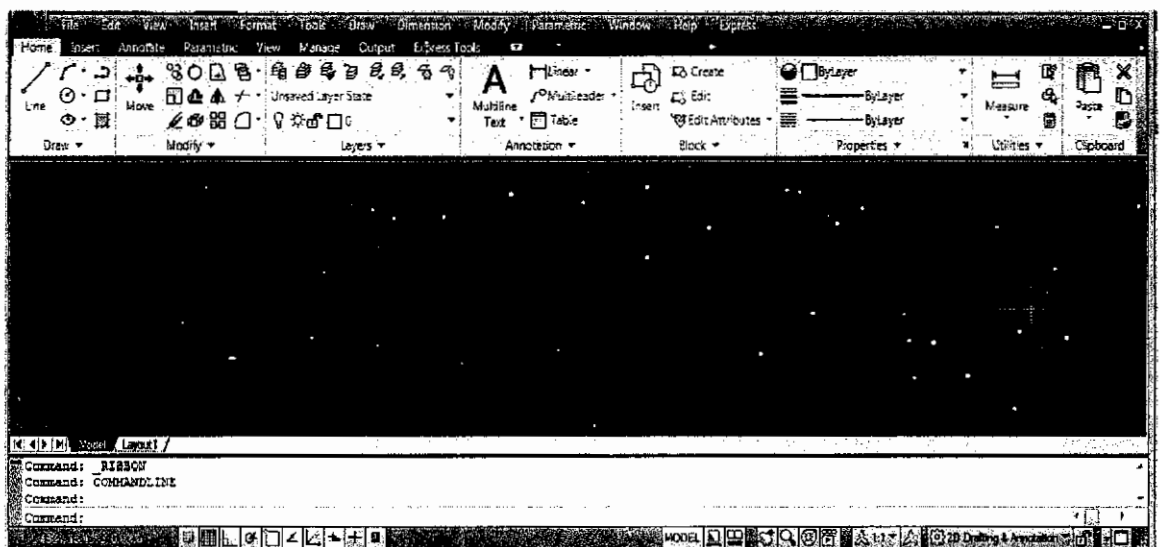 File Edit View Insert Format Tools Draw Dimension Modify Parametric Window Help Express
Home Insert Annotate Parametric View Manage Output Express Tools
Line Move Unsaved Layer State Multiline Text Linear Multileader Table Insert Create Edit Edit Attributes ByLayer ByLayer ByLayer Measure Paste
Draw Modify Layers Annotation Block Properties Utilities Clipboard
Model Layout1
Command: _RIBBON
Command: COMMANDLINE
Command:
Command:
MODEL 1:1 2D Drafting & Annotation